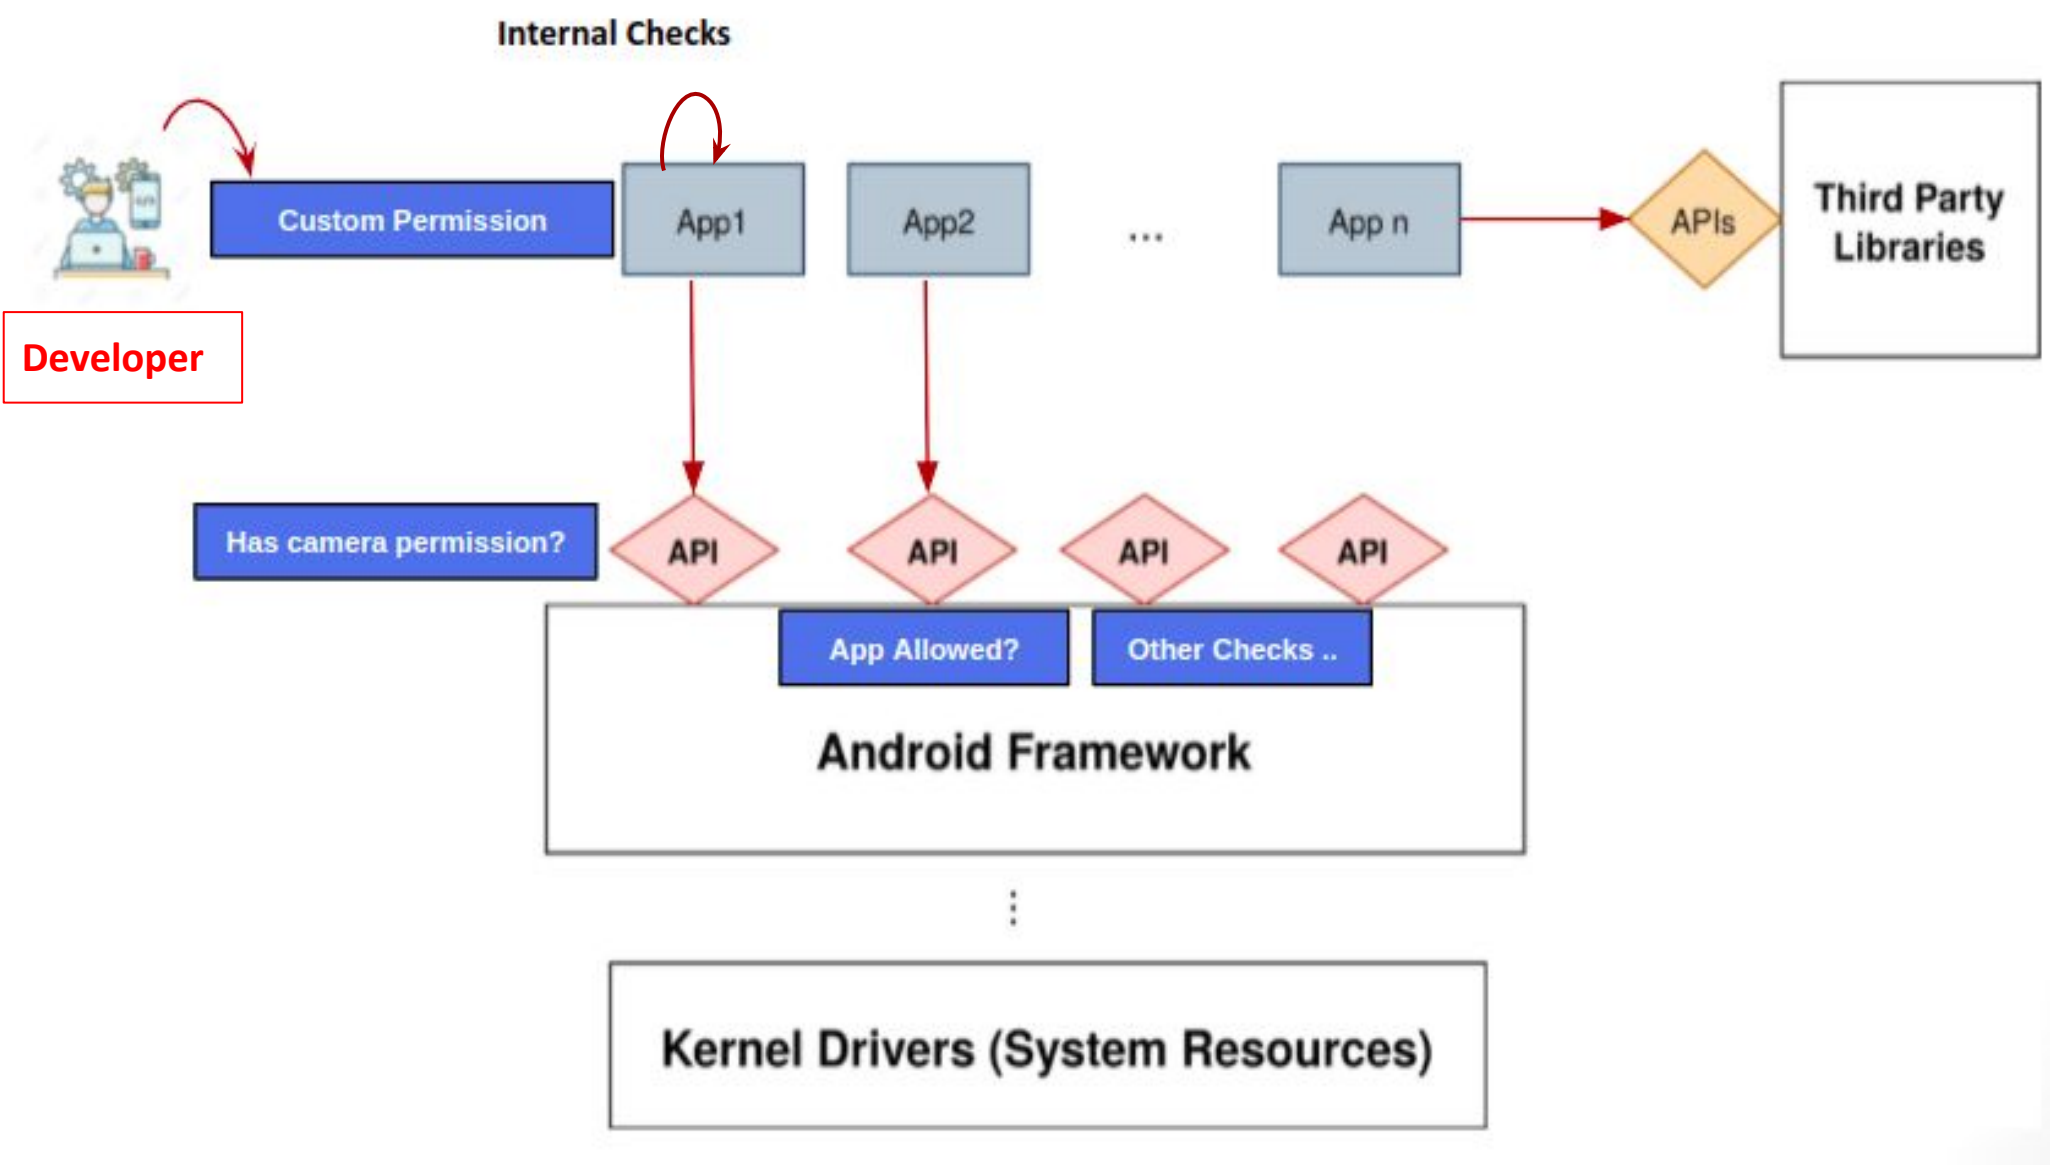 Internal Checks
Custom Permission
App1
App2
...
App n
APIs
Third Party
Libraries
Developer
Has camera permission?
API
API
API
API
App Allowed?
Other Checks ..
Android Framework
Kernel Drivers (System Resources)